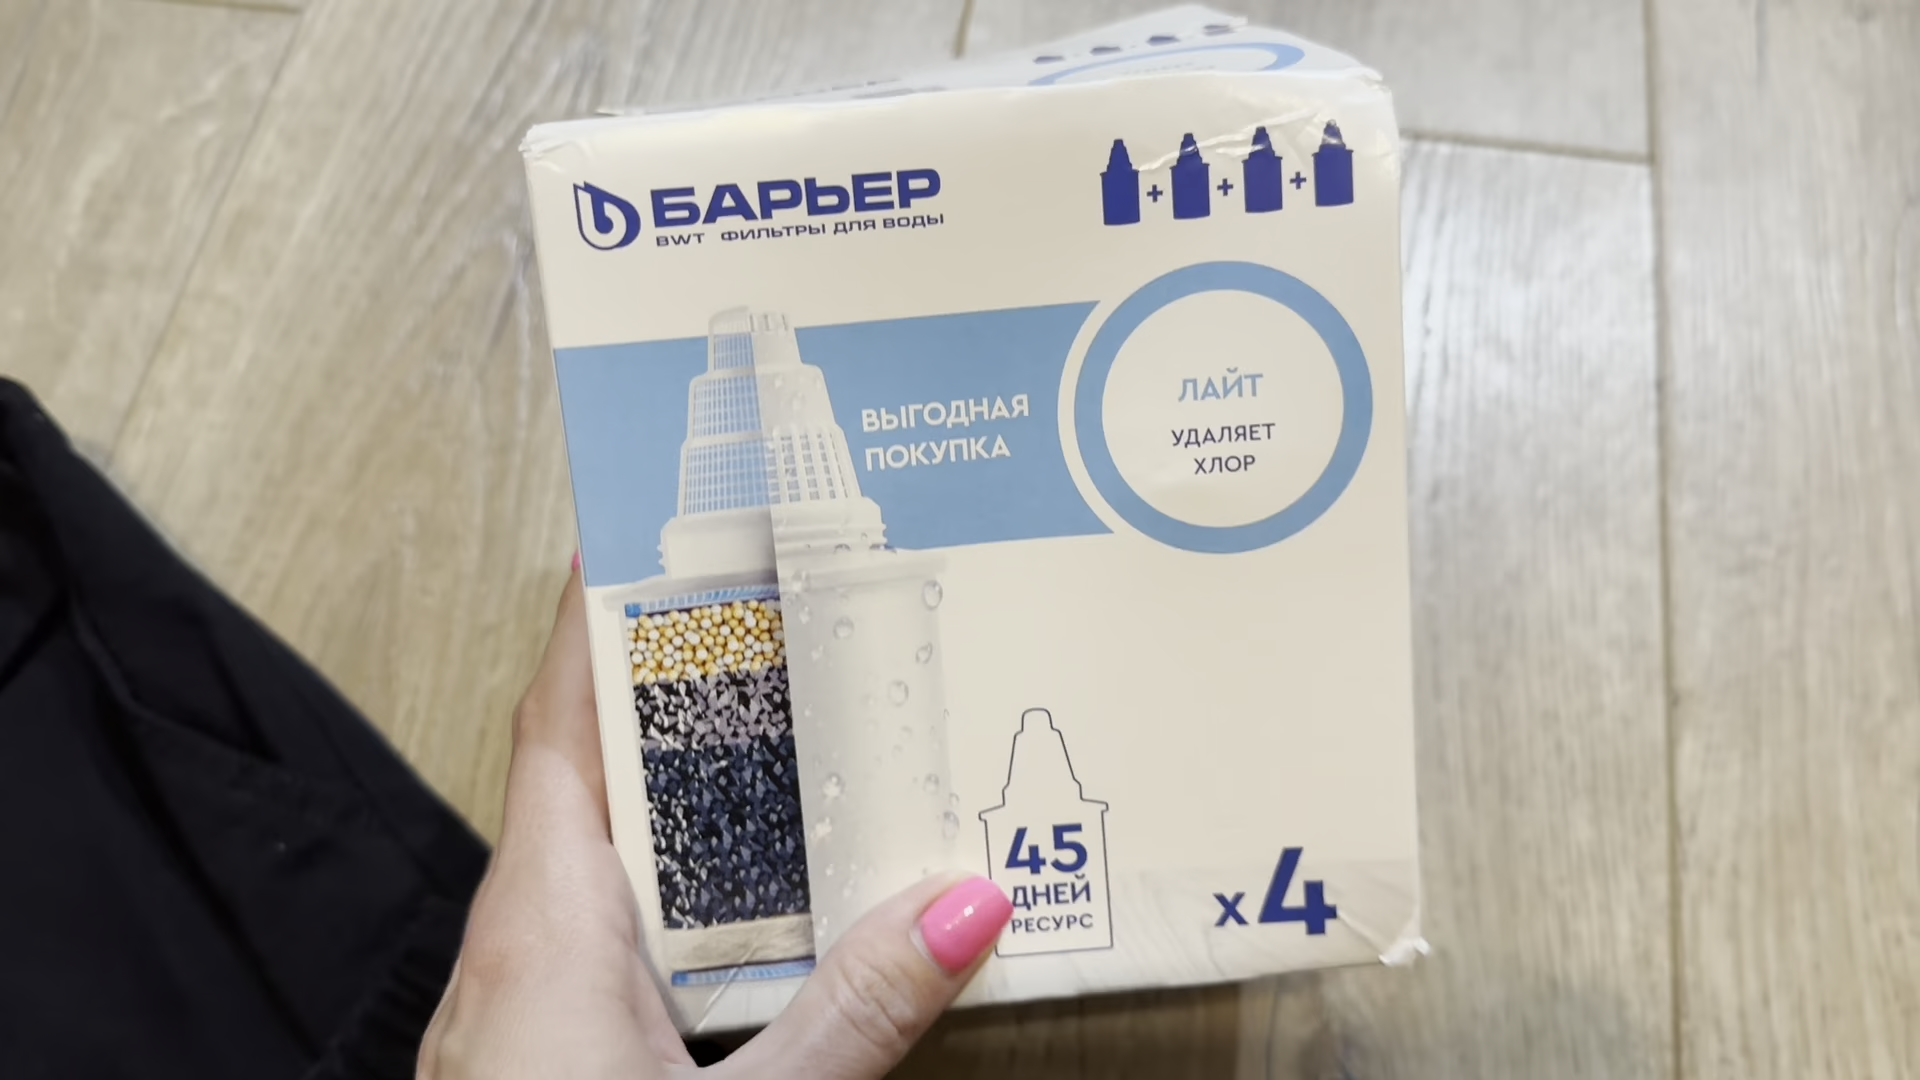 БАРЬЕР
BWT ФИЛЬТРЫ ДЛЯ ВОДЫ
ВЫГОДНАЯ
ПОКУПКА
ЛАЙТ
УДАЛЯЕТ
ХЛОР
45
ДНЕЙ
РЕСУРС
x4